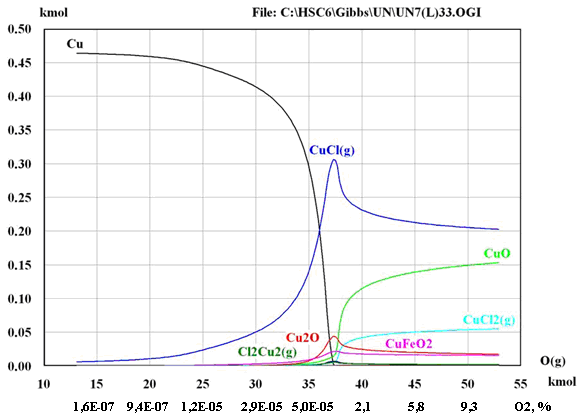 kmol File: C:\HSC6\Gibbs\UN\UN7(L)33.OGI
0.50
Cu
0.45
0.40
0.35
CuCl(g)
0.30
0.25
0.20
CuO
0.15
0.10
CuCl2(g)
0.05 Cu2O CuFeO2
Cl2Cu2(g)
0.00 O(g)
10 15 20 25 30 35 40 45 50 55
kmol
1,6E-07 9,4E-07 1,2E-05 2,9E-05 5,0E-05 2,1 5,8 9,3 O2, %